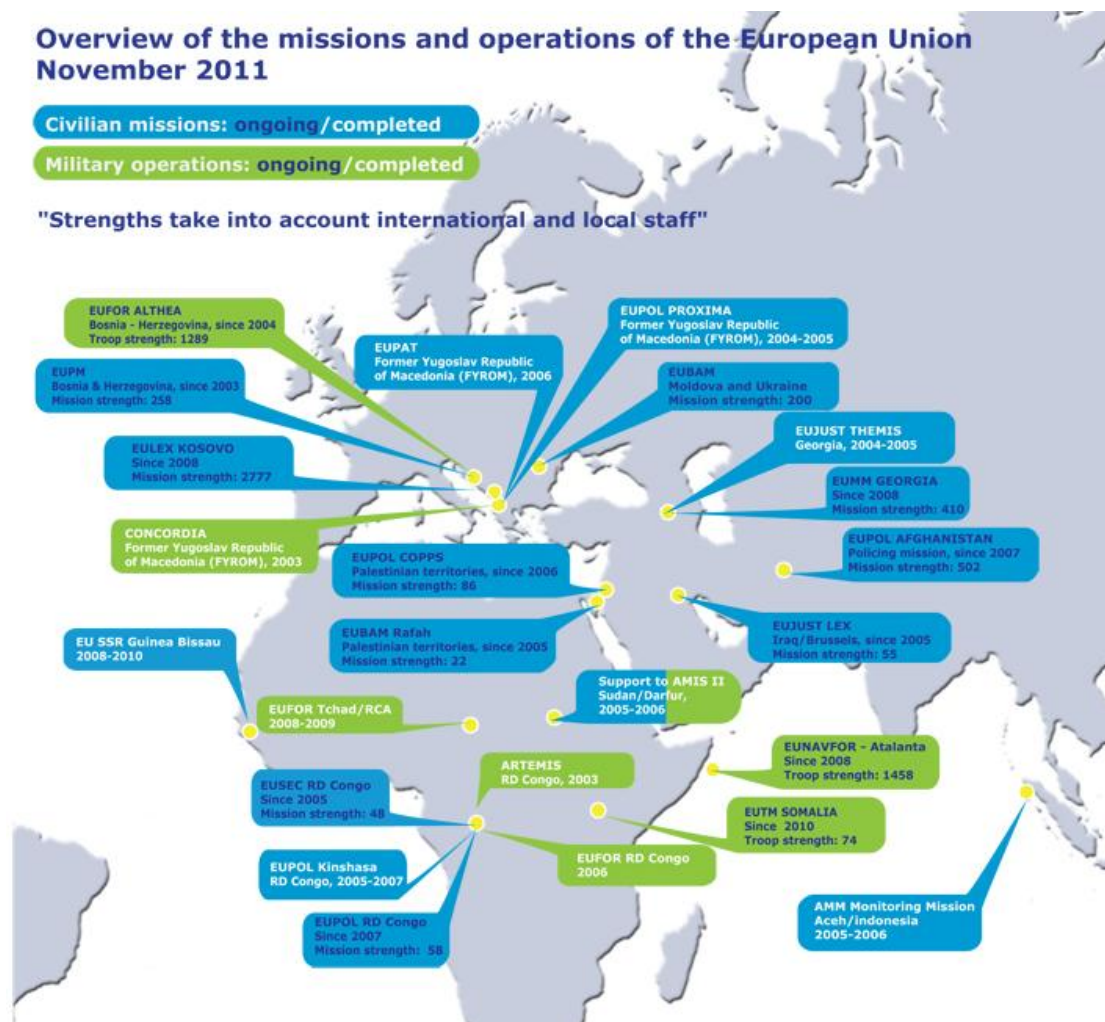 Overview of the missions and operations of the European Union
November 2011
Civilian missions: ongoing/completed
Military operations: ongoing/completed
"Strengths take into account international and local staff"
EUFOR ALTHEA
Bosnia - Herzegovina, since 2004
Troop strength: 1289
EUPM
Bosnia & Herzegovina, since 2003
Mission strength: 258
EULEX KOSOVO
Since 2008
Mission strength: 2777
CONCORDIA
Former Yugoslav Republic
of Macedonia (FYROM), 2003
EUPAT
Former Yugoslav Republic
of Macedonia (FYROM), 2006
EUPOL PROXIMA
Former Yugoslav Republic
of Macedonia (FYROM), 2004-2005
EUBAM
Moldova and Ukraine
Mission strength: 200
EUJUST THEMIS
Georgia, 2004-2005
EUMM GEORGIA
Since 2008
Mission strength: 410
EUPOL AFGHANISTAN
Policing mission, since 2007
Mission strength: 502
EUPOL COPPS
Palestinian territories, since 2006
Mission strength: 86
EUBAM Rafah
Palestinian territories, since 2005
Mission strength: 22
EUJUST LEX
Iraq/Brussels, since 2005
Mission strength: 55
EU SSR Guinea Bissau
2008-2010
EUFOR Tchad/RCA
2008-2009
Support to AMIS II
Sudan/Darfur,
2005-2006
ARTEMIS
RD Congo, 2003
EUNAVFOR - Atalanta
Since 2008
Troop strength: 1458
EUSEC RD Congo
Since 2005
Mission strength: 48
EUTM SOMALIA
Since 2010
Troop strength: 74
EUFOR RD Congo
2006
EUPOL Kinshasa
RD Congo, 2005-2007
EUPOL RD Congo
Since 2007
Mission strength: 58
AMM Monitoring Mission
Aceh/indonesia
2005-2006